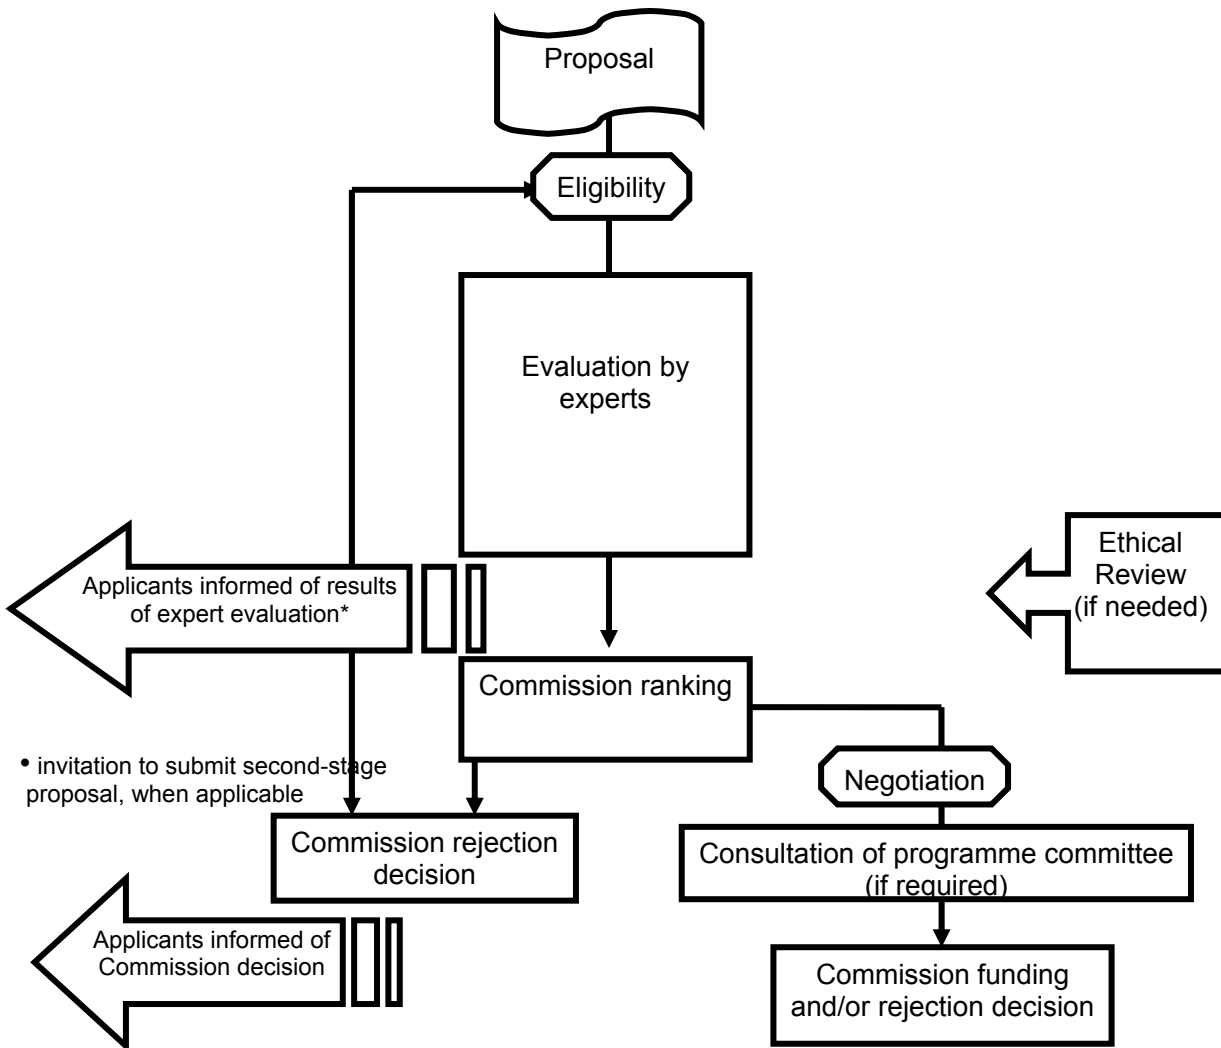 Proposal
Eligibility
Evaluation by
experts
Applicants informed of results
of expert evaluation*
Ethical
Review
(if needed)
Commission ranking
• invitation to submit second-stage
proposal, when applicable
Negotiation
Commission rejection
decision
Consultation of programme committee
(if required)
Applicants informed of
Commission decision
Commission funding
and/or rejection decision